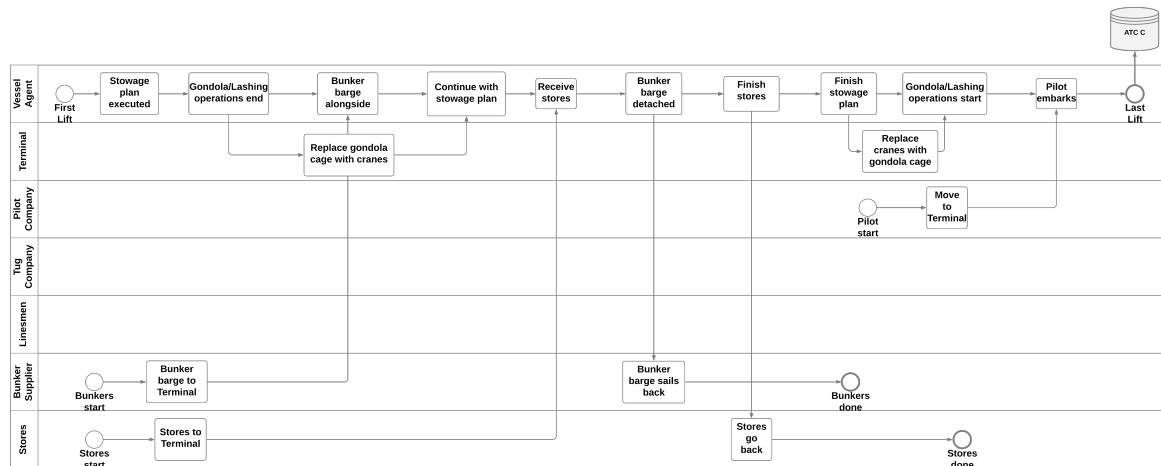 ATC C
Vessel
Agent
First
Lift
Stowage
plan
executed
Gondola/Lashing
operations end
Bunker
barge
alongside
Continue with
stowage plan
Receive
stores
Bunker
barge
detached
Finish
stores
Finish
stowage
plan
Gondola/Lashing
operations start
Pilot
embarks
Last
Lift
Terminal
Replace gondola
cage with cranes
Replace
cranes with
gondola cage
Pilot
Company
Pilot
start
Move
to
Terminal
Tug
Company
Linesmen
Bunker
Supplier
Bunkers
start
Bunker
barge to
Terminal
Bunker
barge sails
back
Bunkers
done
Stores
Stores
start
Stores to
Terminal
Stores
go
back
Stores
done